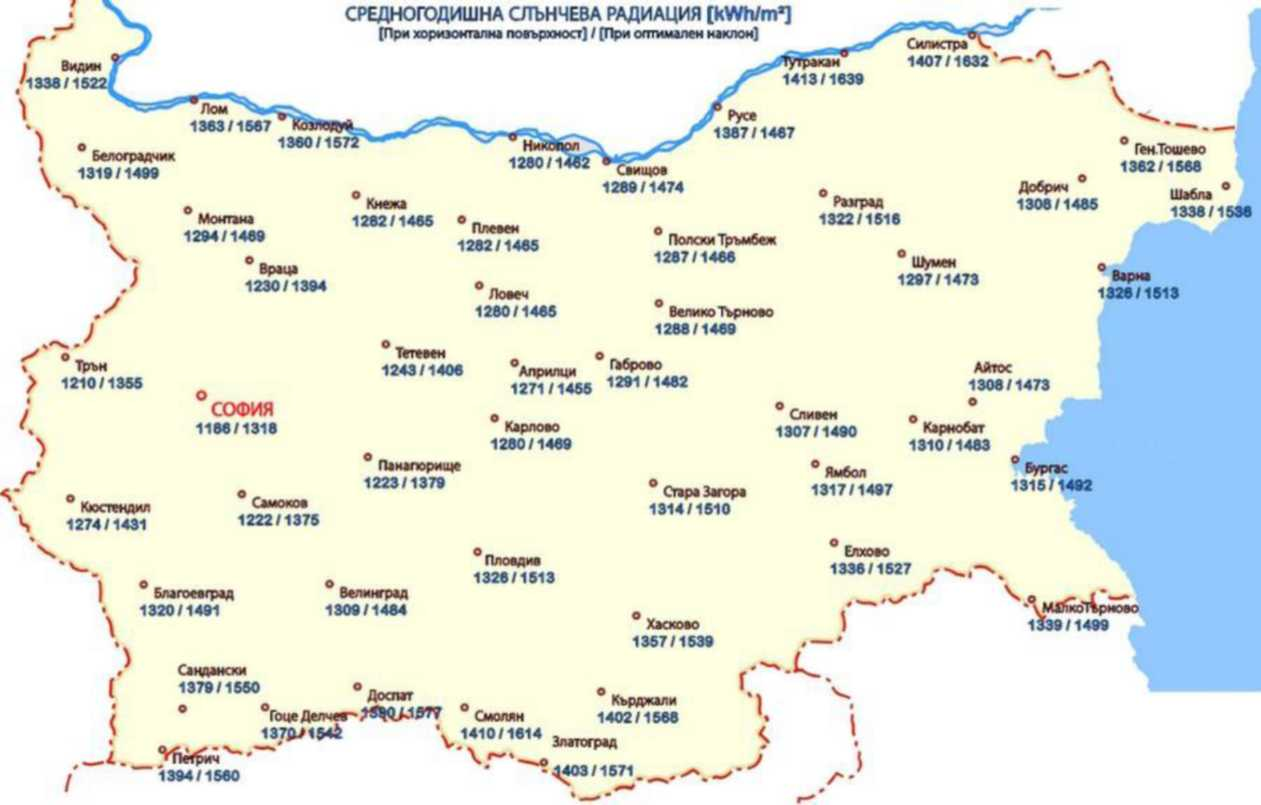 СРЕДНОГОДИШНА СЛЪНЧЕВА РАДИАЦИЯ [kWh/m²]
[При хоризонтална повърхност] / [При оптимален наклон]
Видин
1338 / 1522
Лом
1363 / 1567
Козлодуй
1360 / 1572
Никопол
1280 / 1462
Свищов
1289 / 1474
Русе
1387 / 1467
Тутракан
1413 / 1639
Силистра
1407 / 1632
Белоградчик
1319 / 1499
Ген.Тошево
1362 / 1568
Добрич
1308 / 1485
Шабла
1338 / 1536
Монтана
1294 / 1469
Кнежа
1282 / 1465
Плевен
1282 / 1465
Полски Тръмбеж
1287 / 1466
Разград
1322 / 1516
Шумен
1297 / 1473
Варна
1326 / 1513
Враца
1230 / 1394
Ловеч
1280 / 1465
Велико Търново
1288 / 1469
Трън
1210 / 1355
Тетевен
1243 / 1406
Априлци
1271 / 1455
Габрово
1291 / 1482
Айтос
1308 / 1473
СОФИЯ
1186 / 1318
Карлово
1280 / 1469
Сливен
1307 / 1490
Карнобат
1310 / 1483
Панагюрище
1223 / 1379
Ямбол
1317 / 1497
Бургас
1315 / 1492
Кюстендил
1274 / 1431
Самоков
1222 / 1375
Стара Загора
1314 / 1510
Пловдив
1326 / 1513
Елхово
1336 / 1527
Благоевград
1320 / 1491
Велинград
1309 / 1484
Хасково
1357 / 1539
МалкоТърново
1339 / 1499
Сандански
1379 / 1550
Гоце Делчев
1370 / 1542
Доспат
1390 / 1577
Смолян
1410 / 1614
Кърджали
1402 / 1568
Златоград
1403 / 1571
Петрич
1394 / 1560